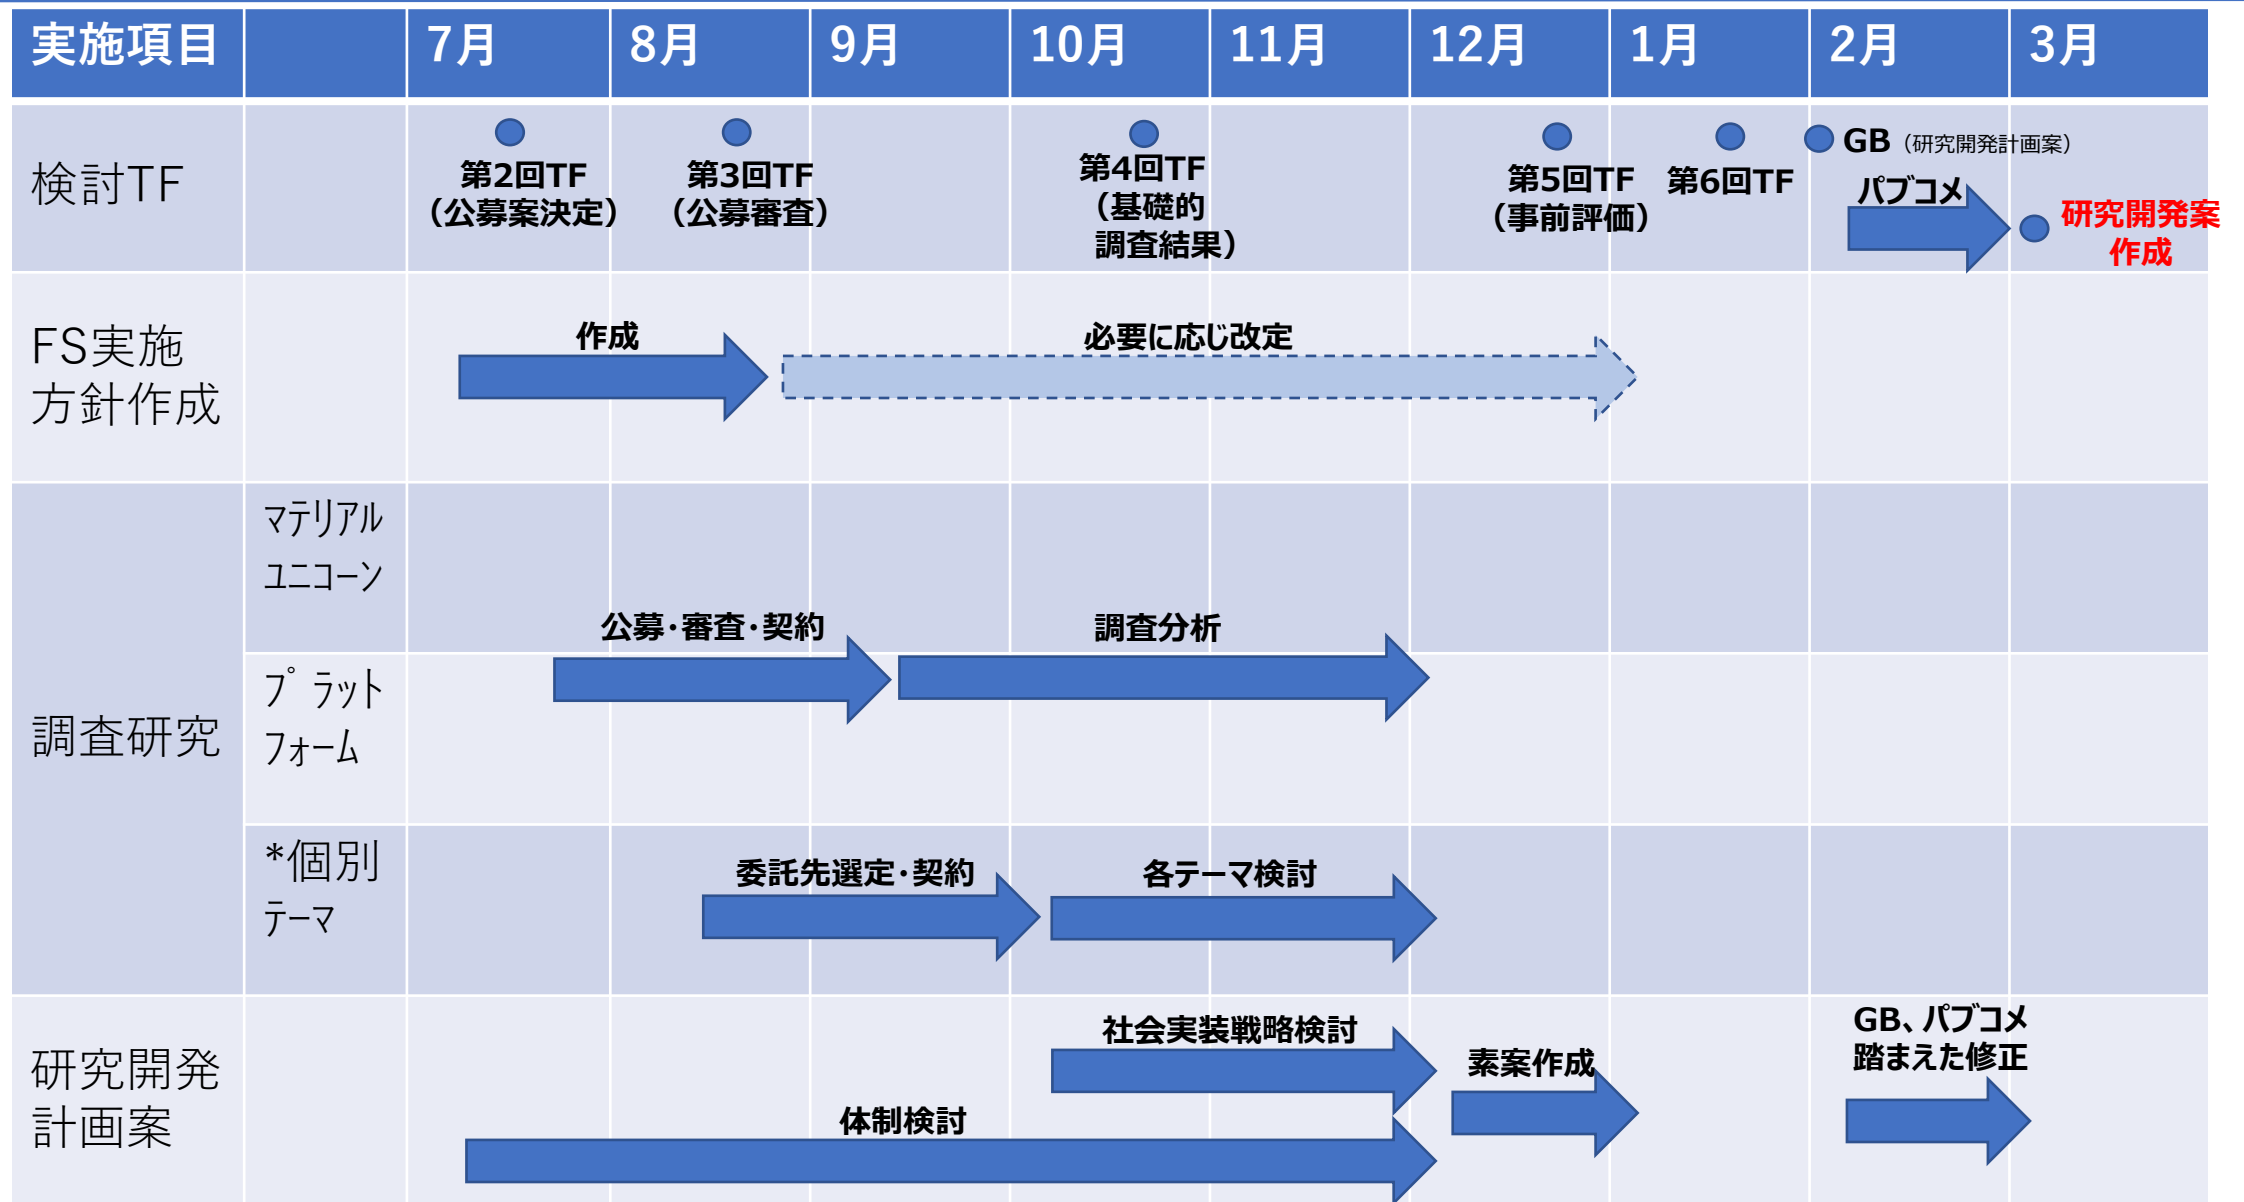 実施項目
7月
8月
9月
10月
11月
12月
1月
2月
3月
検討TF
第2回TF
（公募案決定）
第3回TF
（公募審査）
第4回TF
（基礎的
調査結果）
第5回TF
（事前評価）
第6回TF
GB（研究開発計画案）
パブコメ
研究開発案
作成
FS実施
方針作成
作成
必要に応じ改定
調査研究
マテリアル
ユニコーン
公募・審査・契約
調査分析
プラット
フォーム
*個別
テーマ
委託先選定・契約
各テーマ検討
研究開発
計画案
社会実装戦略検討
体制検討
素案作成
GB、パブコメ
踏まえた修正